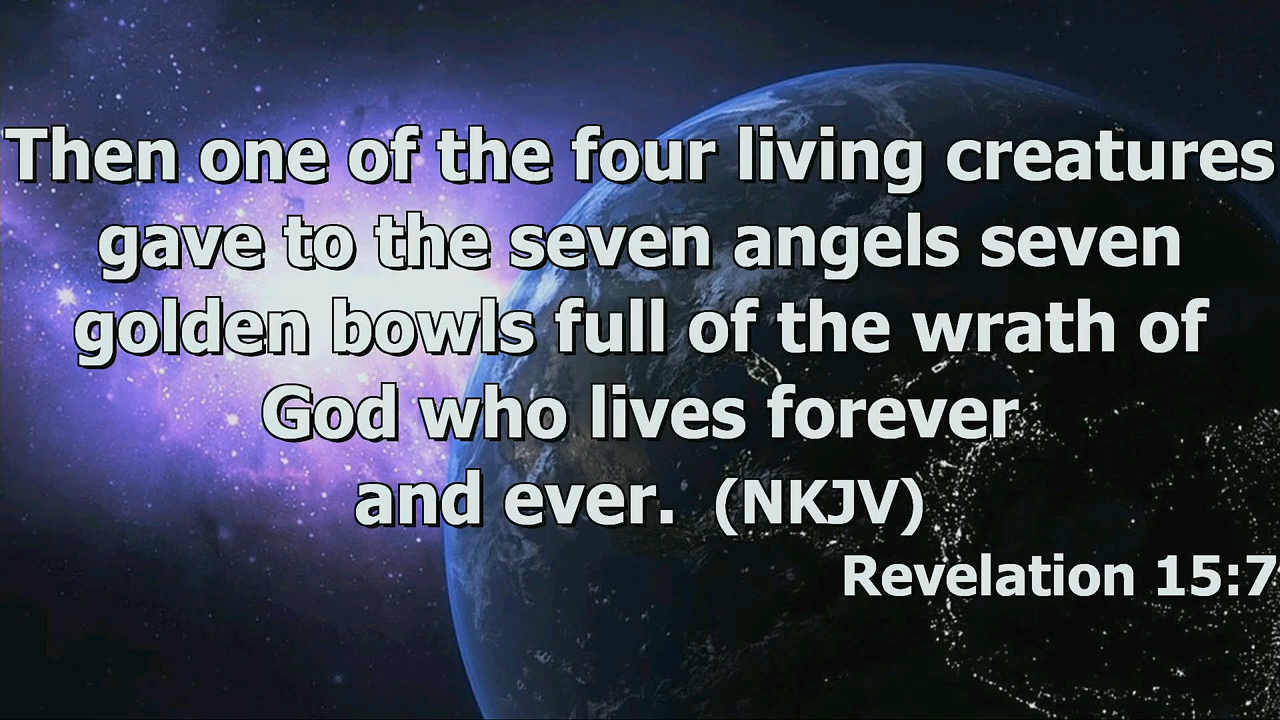 Then one of the four living creatures
gave to the seven angels seven
golden bowls full of the wrath of
God who lives forever
and ever. (NKJV)
Revelation 15:7